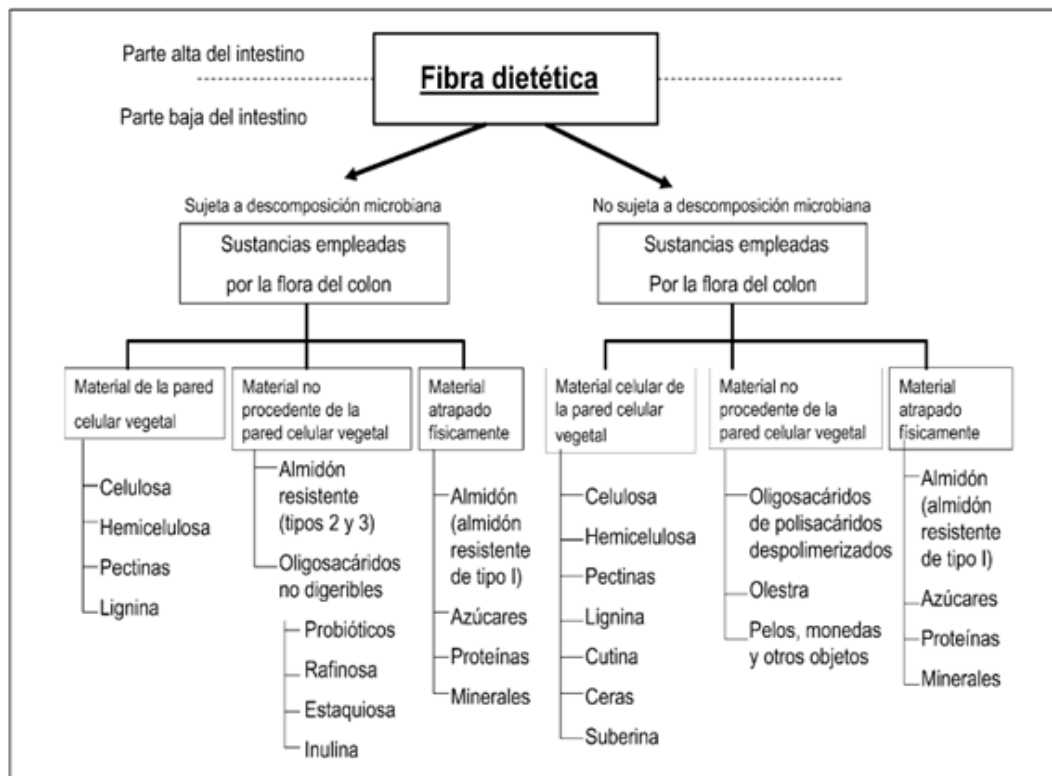 Parte alta del intestino
Fibra dietética
Parte baja del intestino
Sujeta a descomposición microbiana
Sustancias empleadas
por la flora del colon
No sujeta a descomposición microbiana
Sustancias empleadas
Por la flora del colon
Material de la pared
celular vegetal
Celulosa
Hemicelulosa
Pectinas
Lignina
Material no
procedente de la
pared celular vegetal
Almidón
resistente
(tipos 2 y 3)
Oligosacáridos
no digeribles
Probióticos
Rafinosa
Estaquiosa
Inulina
Material
atrapado
físicamente
Almidón
(almidón
resistente
de tipo I)
Azúcares
Proteínas
Minerales
Material celular de
la pared celular
vegetal
Celulosa
Hemicelulosa
Pectinas
Lignina
Cutina
Ceras
Suberina
Material no
procedente de la
pared celular vegetal
Oligosacáridos
de polisacáridos
despolimerizados
Olestra
Pelos, monedas
y otros objetos
Material
atrapado
físicamente
Almidón
(almidón
resistente
de tipo I)
Azúcares
Proteínas
Minerales